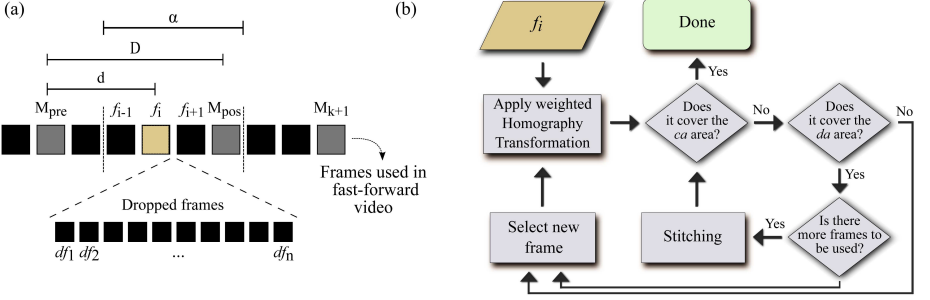 (a)
α
D
d
M_pre
f_i-1
f_i
f_i+1
M_pos
M_k+1
Frames used in
fast-forward
video
Dropped frames
df_1 df_2 ... df_n
(b)
f_i
Done
Yes
Apply weighted
Homography
Transformation
Does
it cover the
ca area?
No
Does
it cover the
da area?
No
Yes
Select new
frame
Stitching
Yes
Is there
more frames to
be used?